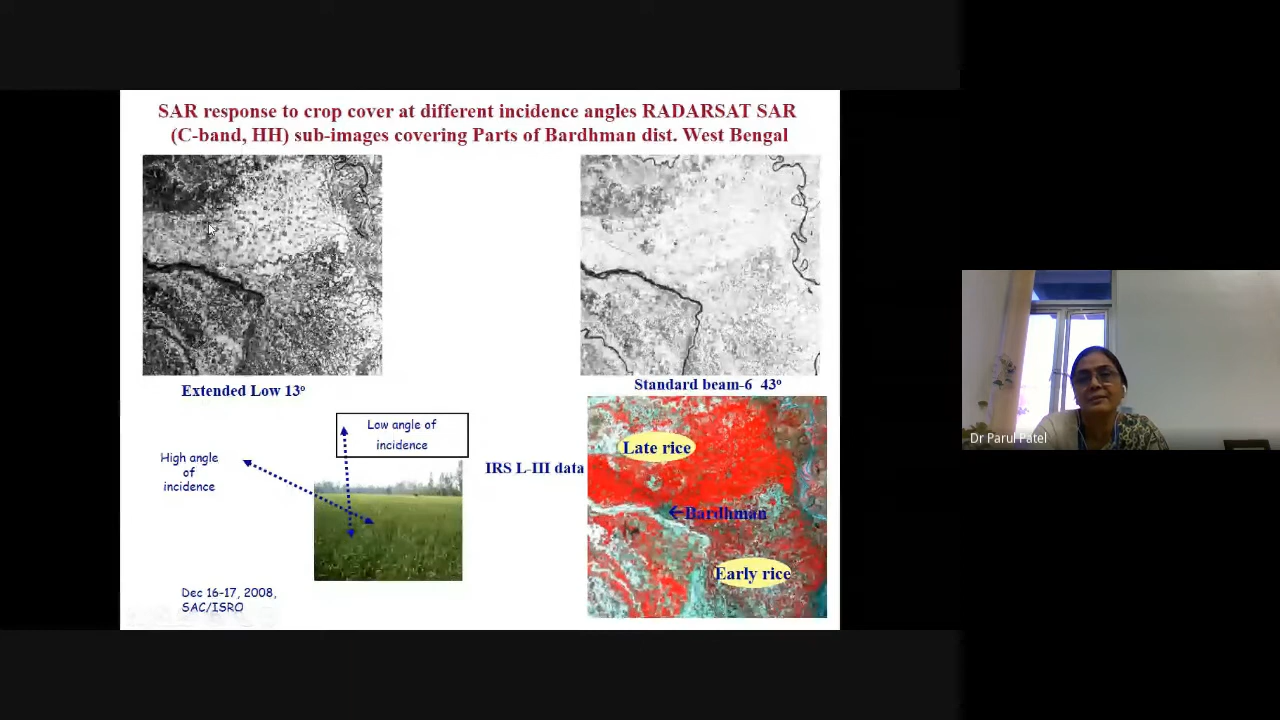 SAR response to crop cover at different incidence angles RADARSAT SAR
(C-band, HH) sub-images covering Parts of Bardhman dist. West Bengal
Extended Low 13º
Standard beam-6 43º
Low angle of
incidence
High angle
of
incidence
IRS L-III data
Late rice
←Bardhman
Early rice
Dec 16-17, 2008,
SAC/ISRO
Dr Parul Patel